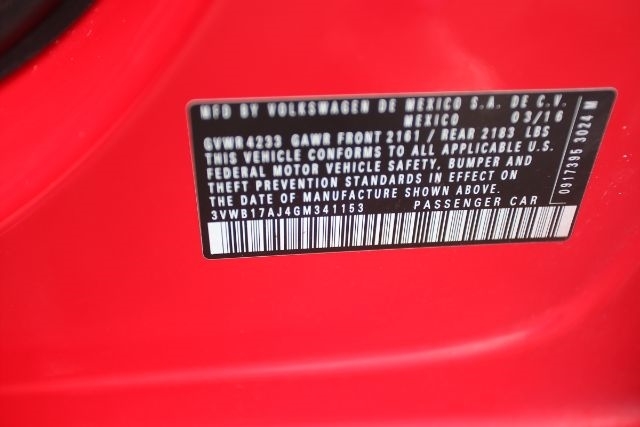 MFD BY VOLKSWAGEN DE MEXICO S.A. DE C.V.
MEXICO 03/16
GVWR 4233 GAWR FRONT 2161 / REAR 2183 LBS
THIS VEHICLE CONFORMS TO ALL APPLICABLE U.S.
FEDERAL MOTOR VEHICLE SAFETY, BUMPER AND
THEFT PREVENTION STANDARDS IN EFFECT ON
THE DATE OF MANUFACTURE SHOWN ABOVE.
3VWB17AJ4GM341153 PASSENGER CAR
0917395 3024 M